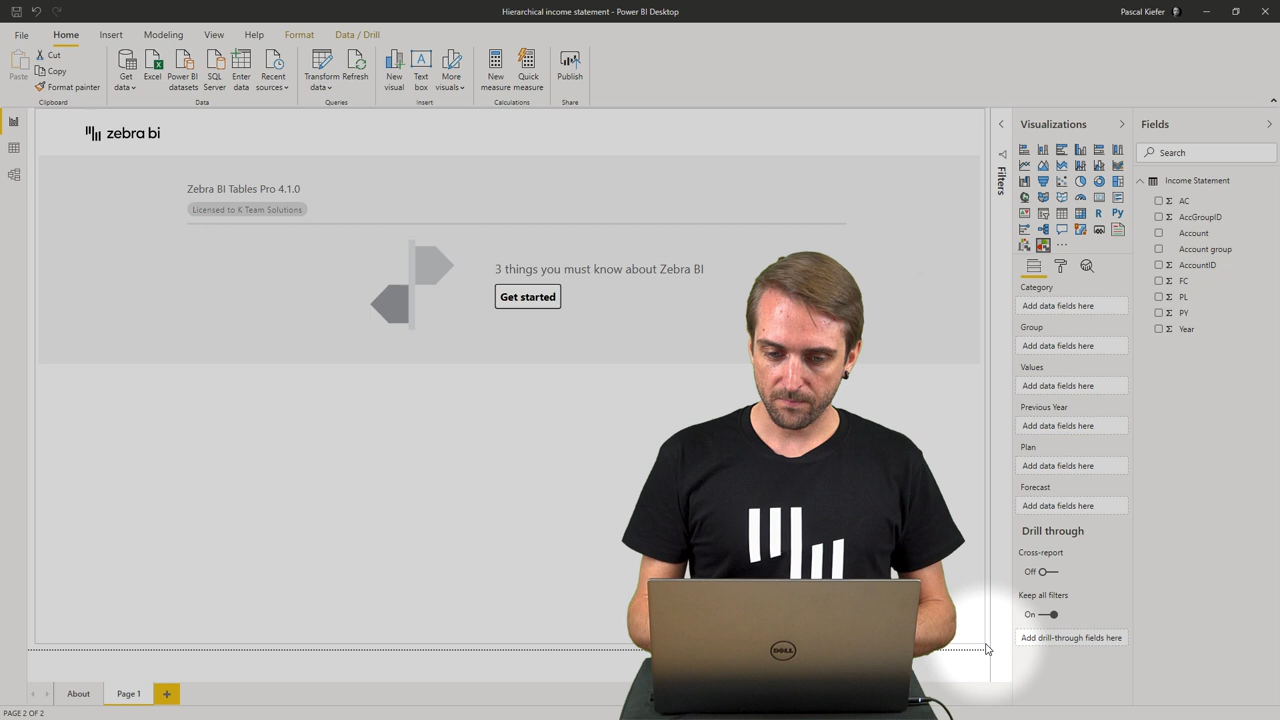 Hierarchical income statement - Power BI Desktop
Pascal Kiefer
File
Home
Insert
Modeling
View
Help
Format
Data / Drill
Paste
Cut
Copy
Format painter
Clipboard
Get data
Excel
Power BI datasets
SQL Server
Enter data
Recent sources
Data
Transform data
Refresh
Queries
New visual
Text box
More visuals
Insert
New measure
Quick measure
Calculations
Publish
Share
zebra bi
Zebra BI Tables Pro 4.1.0
Licensed to K Team Solutions
3 things you must know about Zebra BI
Get started
Filters
Visualizations
R
Py
Category
Add data fields here
Group
Add data fields here
Values
Add data fields here
Previous Year
Add data fields here
Plan
Add data fields here
Forecast
Add data fields here
Drill through
Cross-report
Off
Keep all filters
On
Add drill-through fields here
Fields
Search
Income Statement
Σ AC
Σ AccGroupID
Account
Account group
Σ AccountID
Σ FC
Σ PL
Σ PY
Σ Year
DELL
About
Page 1
PAGE 2 OF 2